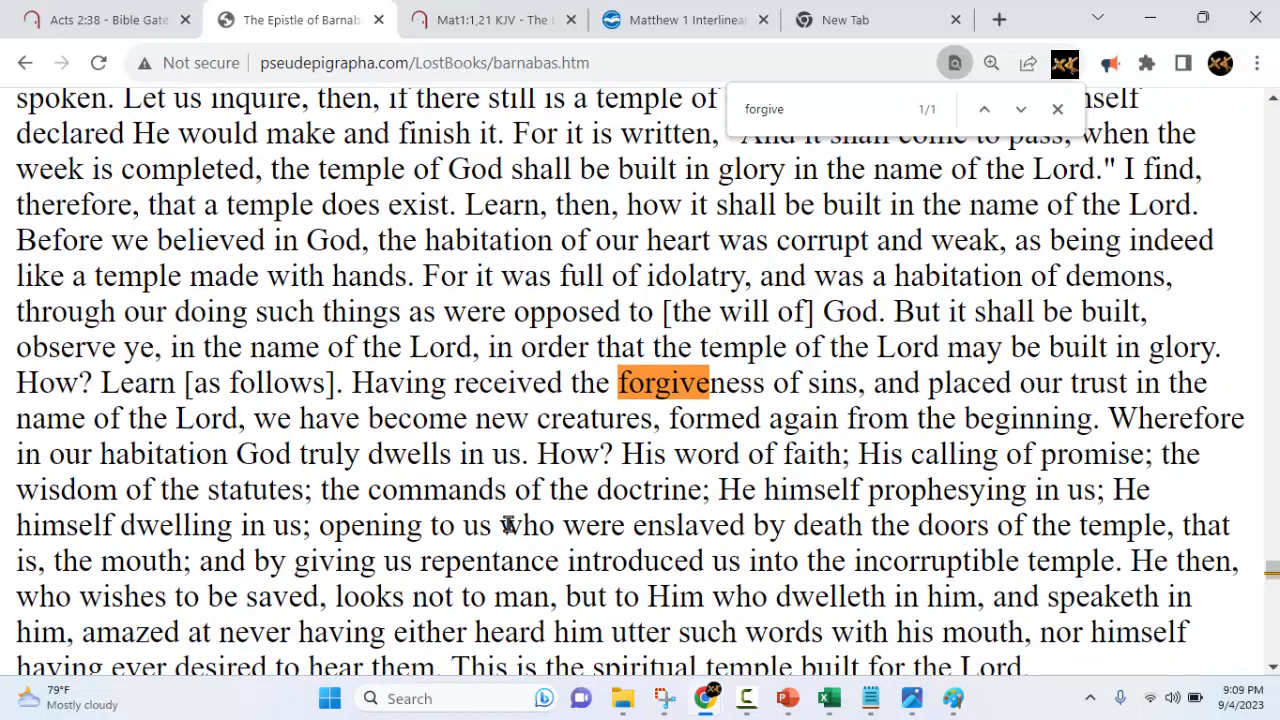 Acts 2:38 - Bible Gate
The Epistle of Barnab
Mat1:1,21 KJV - The b
Matthew 1 Interlinea
New Tab
Not secure
pseudepigrapha.com/LostBooks/barnabas.htm
forgive
1/1
spoken. Let us inquire, then, if there still is a temple of
declared He would make and finish it. For it is written, "And it shall come to pass, when the
week is completed, the temple of God shall be built in glory in the name of the Lord." I find,
therefore, that a temple does exist. Learn, then, how it shall be built in the name of the Lord.
Before we believed in God, the habitation of our heart was corrupt and weak, as being indeed
like a temple made with hands. For it was full of idolatry, and was a habitation of demons,
through our doing such things as were opposed to [the will of] God. But it shall be built,
observe ye, in the name of the Lord, in order that the temple of the Lord may be built in glory.
How? Learn [as follows]. Having received the forgiveness of sins, and placed our trust in the
name of the Lord, we have become new creatures, formed again from the beginning. Wherefore
in our habitation God truly dwells in us. How? His word of faith; His calling of promise; the
wisdom of the statutes; the commands of the doctrine; He himself prophesying in us; He
himself dwelling in us; opening to us who were enslaved by death the doors of the temple, that
is, the mouth; and by giving us repentance introduced us into the incorruptible temple. He then,
who wishes to be saved, looks not to man, but to Him who dwelleth in him, and speaketh in
him, amazed at never having either heard him utter such words with his mouth, nor himself
having ever desired to hear them. This is the spiritual temple built for the Lord.
79°F
Mostly cloudy
Search
9:09 PM
9/4/2023